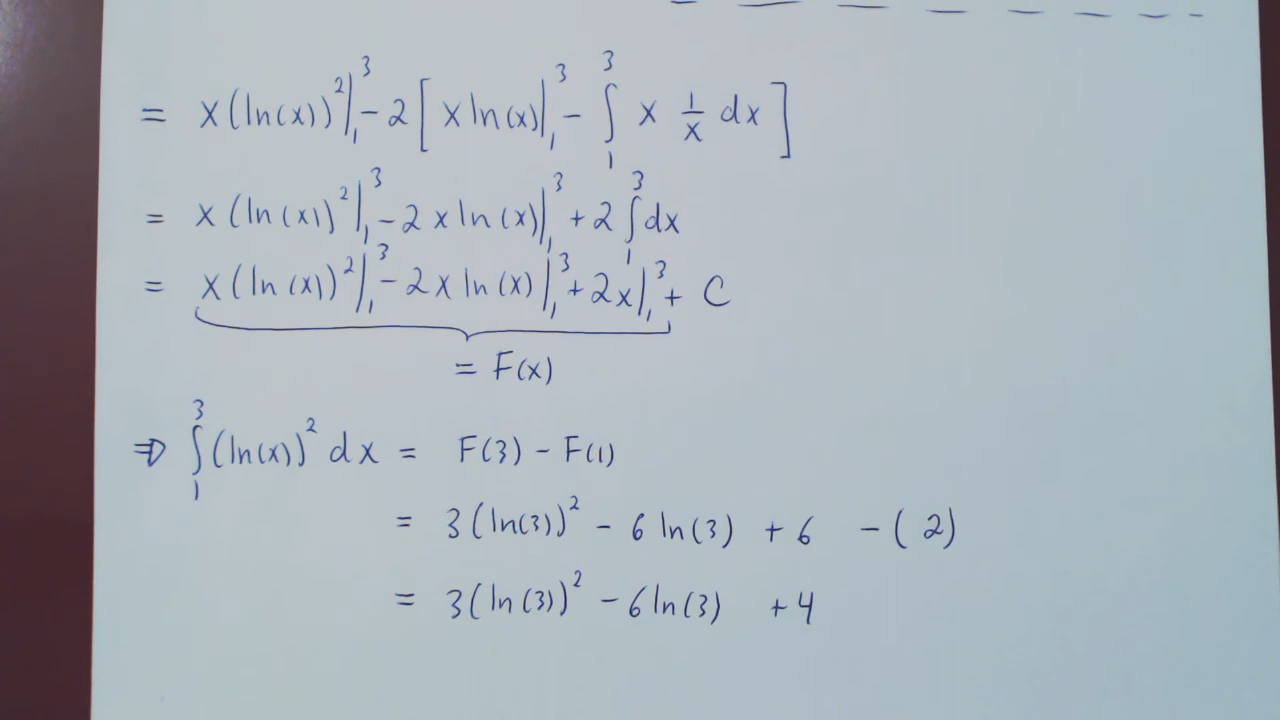 = x(ln(x))²|₁³ - 2[x ln(x)|₁³ - ∫₁³ x 1/x dx]
= x(ln(x))²|₁³ - 2x ln(x)|₁³ + 2∫₁³ dx
= x(ln(x))²|₁³ - 2x ln(x)|₁³ + 2x|₁³ + C
= F(x)
⇒ ∫₁³ (ln(x))² dx = F(3) - F(1)
= 3(ln(3))² - 6 ln(3) + 6 - (2)
= 3(ln(3))² - 6 ln(3) + 4